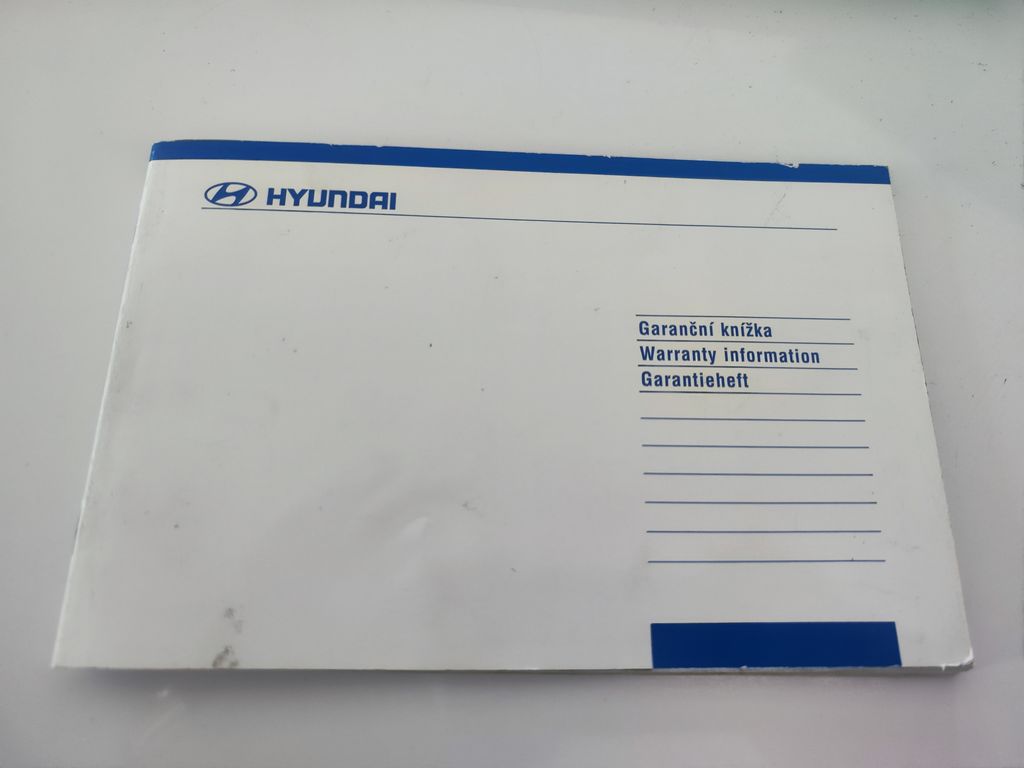 HYUNDAI
Garanční knížka
Warranty information
Garantieheft